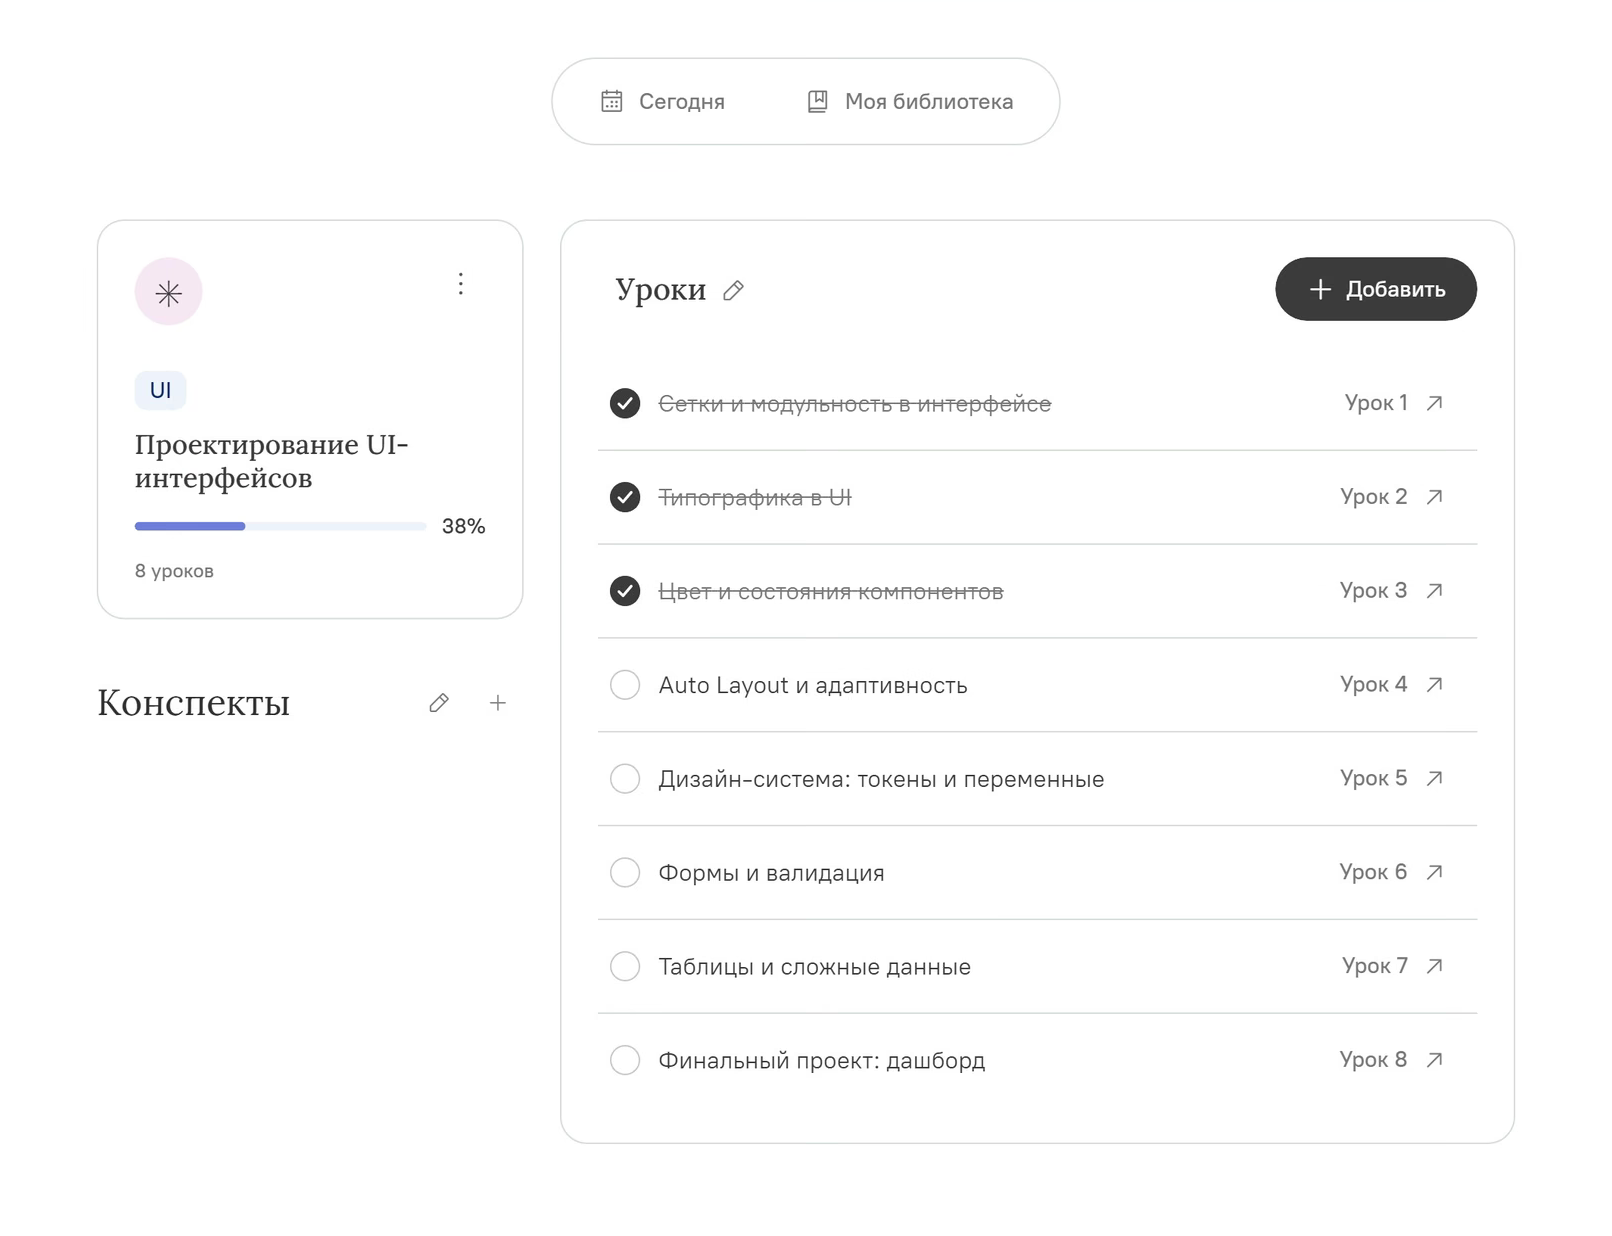 Сегодня
Моя библиотека
UI
Проектирование UI-
интерфейсов
38%
8 уроков
Конспекты
Уроки
Добавить
Сетки и модульность в интерфейсе
Урок 1
Типографика в UI
Урок 2
Цвет и состояния компонентов
Урок 3
Auto Layout и адаптивность
Урок 4
Дизайн-система: токены и переменные
Урок 5
Формы и валидация
Урок 6
Таблицы и сложные данные
Урок 7
Финальный проект: дашборд
Урок 8